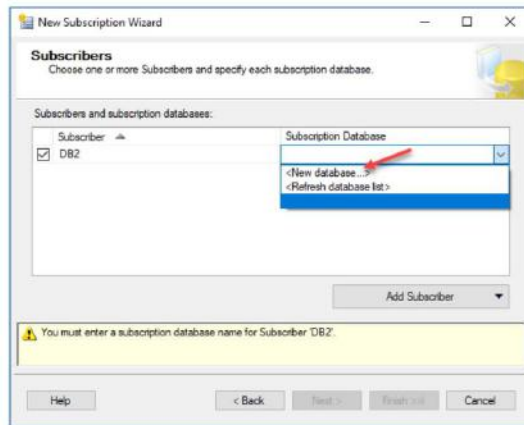 New Subscription Wizard
Subscribers
Choose one or more Subscribers and specify each subscription database.
Subscribers and subscription databases:
Subscriber Subscription Database
DB2
<New database...>
<Refresh database list>
Add Subscriber
You must enter a subscription database name for Subscriber 'DB2'.
Help < Back Next > Finish >>|  Cancel